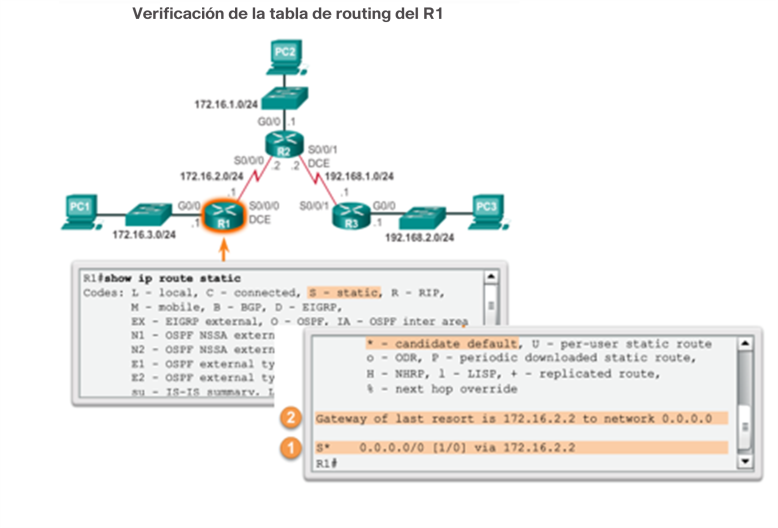 Verificación de la tabla de routing del R1
PC2
172.16.1.0/24
G0/0 .1
R2
S0/0/0 .2 .2 S0/0/1
DCE
172.16.2.0/24 192.168.1.0/24
.1 .1
PC1 G0/0 S0/0/0 S0/0/1 G0/0 PC3
.1 R1 DCE R3 .1
172.16.3.0/24 192.168.2.0/24
R1#show ip route static
Codes: L - local, C - connected, S - static, R - RIP,
M - mobile, B - BGP, D - EIGRP,
EX - EIGRP external, O - OSPF, IA - OSPF inter area
N1 - OSPF NSSA extern
N2 - OSPF NSSA extern
E1 - OSPF external ty
E2 - OSPF external ty
su - IS-IS summary, L
* - candidate default, U - per-user static route
o - ODR, P - periodic downloaded static route,
H - NHRP, l - LISP, + - replicated route,
% - next hop override
2 Gateway of last resort is 172.16.2.2 to network 0.0.0.0
1 S* 0.0.0.0/0 [1/0] via 172.16.2.2
R1#